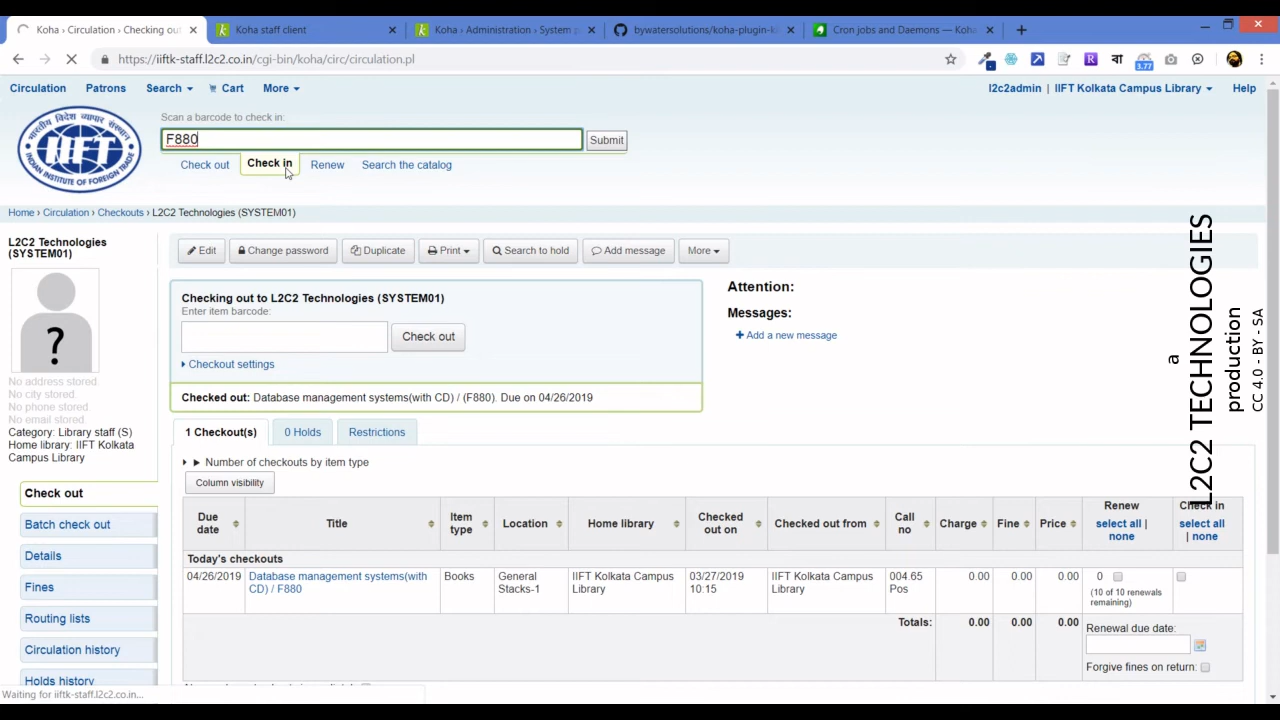 Koha › Circulation › Checking out
Koha staff client
Koha › Administration › System p
bywatersolutions/koha-plugin-k
Cron jobs and Daemons — Koha
https://iiftk-staff.l2c2.co.in/cgi-bin/koha/circ/circulation.pl
R
বা
3.77
Circulation
Patrons
Search
Cart
More
l2c2admin | IIFT Kolkata Campus Library
Help
IIFT
INDIAN INSTITUTE OF FOREIGN TRADE
Scan a barcode to check in:
F880
Submit
Check out
Check in
Renew
Search the catalog
Home › Circulation › Checkouts › L2C2 Technologies (SYSTEM01)
L2C2 Technologies
(SYSTEM01)
?
No address stored.
No city stored.
No phone stored.
No email stored.
Category: Library staff (S)
Home library: IIFT Kolkata
Campus Library
Edit
Change password
Duplicate
Print
Search to hold
Add message
More
Checking out to L2C2 Technologies (SYSTEM01)
Enter item barcode:
Check out
Checkout settings
Checked out: Database management systems(with CD) / (F880). Due on 04/26/2019
Attention:
Messages:
Add a new message
1 Checkout(s)
0 Holds
Restrictions
Number of checkouts by item type
Column visibility
Due date
Title
Item type
Location
Home library
Checked out on
Checked out from
Call no
Charge
Fine
Price
Renew
select all | none
Check in
select all | none
Today's checkouts
04/26/2019
Database management systems(with CD) / F880
Books
General Stacks-1
IIFT Kolkata Campus Library
03/27/2019 10:15
IIFT Kolkata Campus Library
004.65 Pos
0.00
0.00
0.00
0
(10 of 10 renewals remaining)
Totals:
0.00
0.00
0.00
Renewal due date:
Forgive fines on return:
Check out
Batch check out
Details
Fines
Routing lists
Circulation history
Holds history
Waiting for iiftk-staff.l2c2.co.in...
a
L2C2 TECHNOLOGIES
production
CC 4.0 - BY - SA